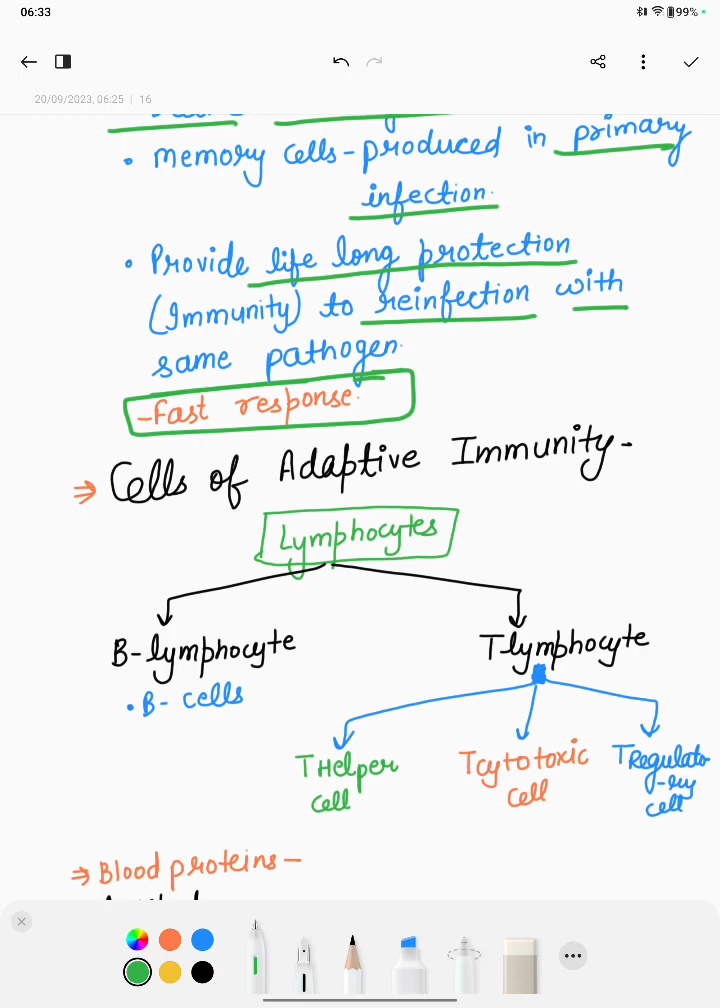 06:33
99%
20/09/2023, 06:25 | 16
• memory cells-produced in primary
infection.
• Provide life long protection
(Immunity) to reinfection with
same pathogen.
-Fast response.
⇒ Cells of Adaptive Immunity-
Lymphocytes
B-lymphocyte
T-lymphocyte
• B- cells
T Helper
cell
Tcytotoxic
cell
TRegulato
-ry
cell
⇒ Blood proteins-